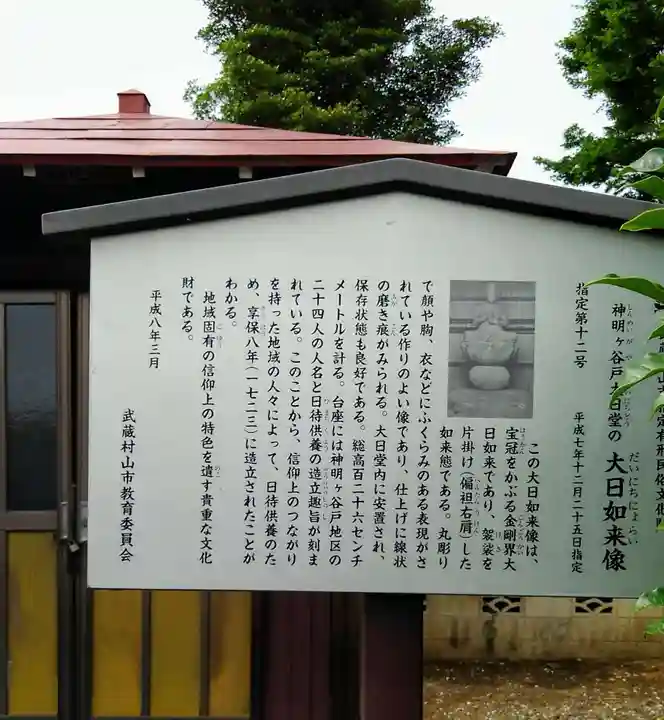 神明ヶ谷戸大日堂の 大日如来像
指定第十二号 平成七年十二月二十五日指定
この大日如来像は、
宝冠をかぶる金剛界大
日如来であり、袈裟を
片掛け(偏袒右肩)した
如来態である。丸彫り
で顔や胸、衣などにふくらみのある表現がさ
れている作りのよい像であり、仕上げに線状
の磨き痕がみられる。大日堂内に安置され、
保存状態も良好である。総高百二十六センチ
メートルを計る。台座には神明ヶ谷戸地区の
二十四人の人名と日待供養の造立趣旨が刻ま
れている。このことから、信仰上のつながり
を持った地域の人々によって、日待供養のた
め、享保八年(一七二三)に造立されたことが
わかる。
地域固有の信仰上の特色を遺す貴重な文化
財である。
平成八年三月
武蔵村山市教育委員会